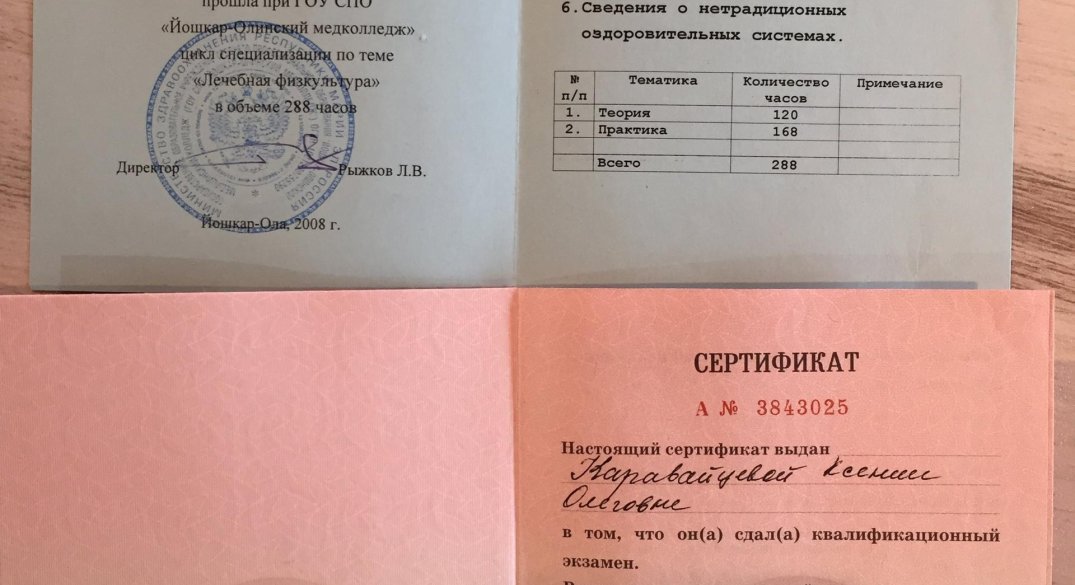 прошла при ГОУ СПО
«Йошкар-Олинский медколледж»
цикл специализации по теме
«Лечебная физкультура»
в объеме 288 часов
Директор Рыжков Л.В.
Йошкар-Ола, 2008 г.
6. Сведения о нетрадиционных
оздоровительных системах.
№ п/п Тематика Количество часов Примечание
1. Теория 120
2. Практика 168
Всего 288
СЕРТИФИКАТ
А № 3843025
Настоящий сертификат выдан
Каравайцевой Ксении
Олеговне
в том, что он(а) сдал(а) квалификационный
экзамен.